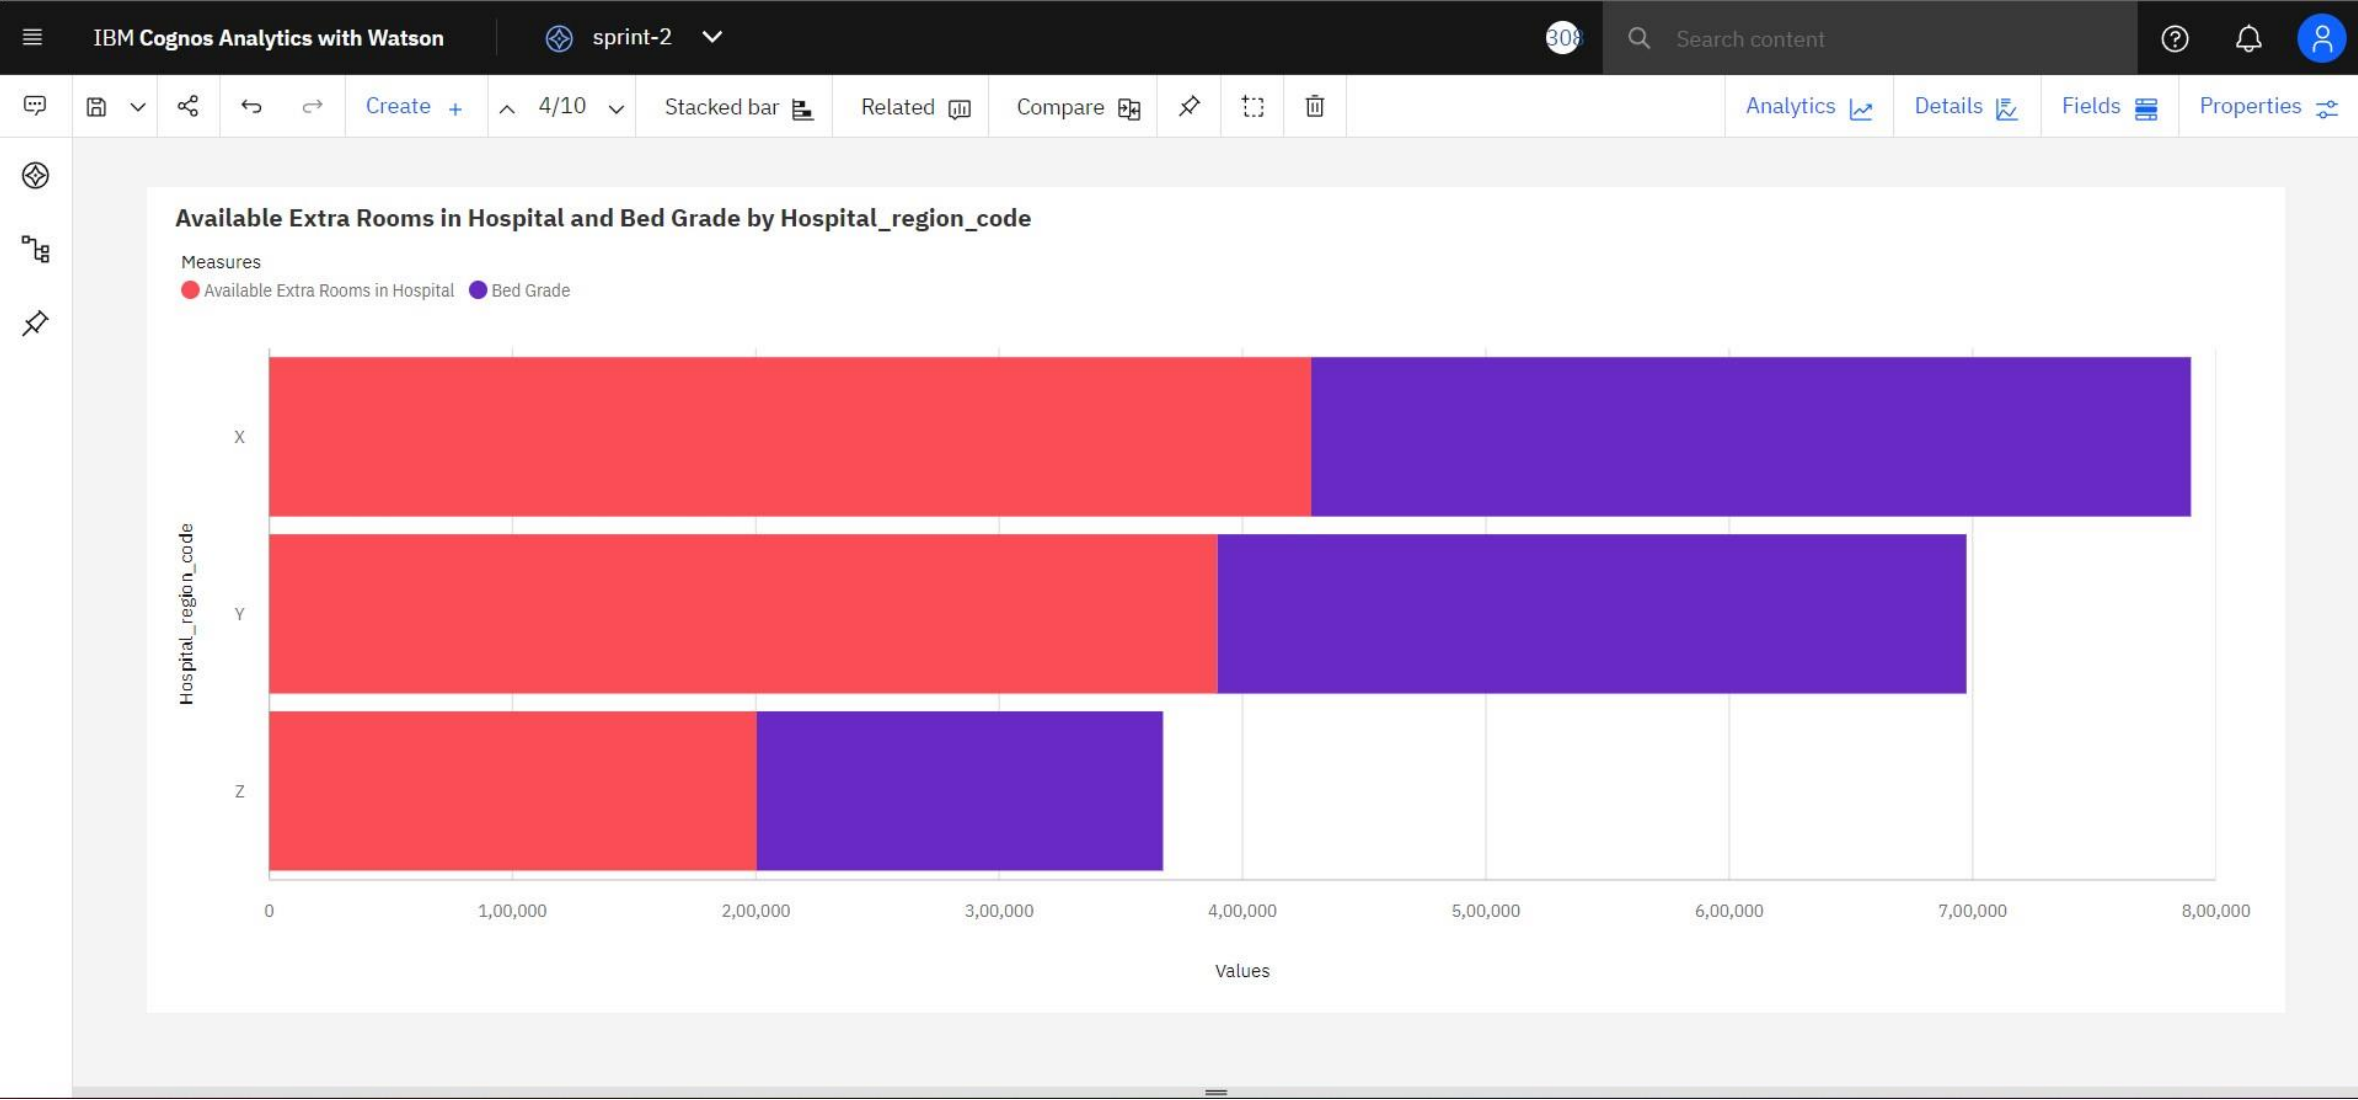 IBM Cognos Analytics with Watson
sprint-2
308
Search content
Create +
4/10
Stacked bar
Related
Compare
Analytics
Details
Fields
Properties
Available Extra Rooms in Hospital and Bed Grade by Hospital_region_code
Measures
Available Extra Rooms in Hospital
Bed Grade
Hospital_region_code
X
Y
Z
0
1,00,000
2,00,000
3,00,000
4,00,000
5,00,000
6,00,000
7,00,000
8,00,000
Values